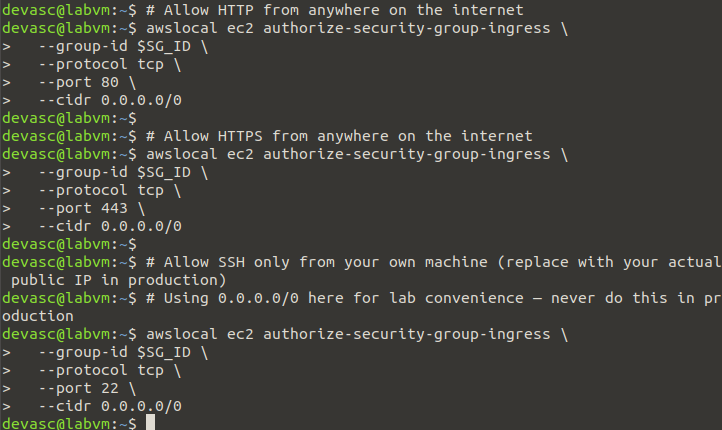 devasc@labvm:~$ # Allow HTTP from anywhere on the internet
devasc@labvm:~$ awslocal ec2 authorize-security-group-ingress \
>   --group-id $SG_ID \
>   --protocol tcp \
>   --port 80 \
>   --cidr 0.0.0.0/0
devasc@labvm:~$
devasc@labvm:~$ # Allow HTTPS from anywhere on the internet
devasc@labvm:~$ awslocal ec2 authorize-security-group-ingress \
>   --group-id $SG_ID \
>   --protocol tcp \
>   --port 443 \
>   --cidr 0.0.0.0/0
devasc@labvm:~$
devasc@labvm:~$ # Allow SSH only from your own machine (replace with your actual
 public IP in production)
devasc@labvm:~$ # Using 0.0.0.0/0 here for lab convenience — never do this in pr
oduction
devasc@labvm:~$ awslocal ec2 authorize-security-group-ingress \
>   --group-id $SG_ID \
>   --protocol tcp \
>   --port 22 \
>   --cidr 0.0.0.0/0
devasc@labvm:~$